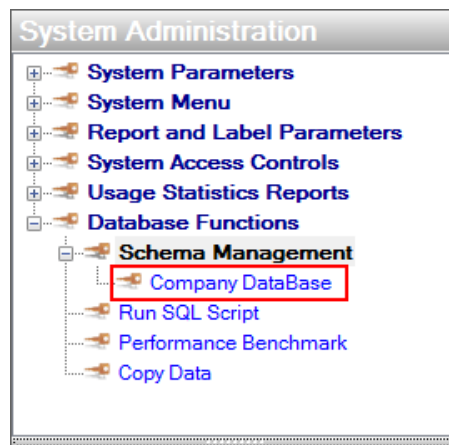 System Administration
System Parameters
System Menu
Report and Label Parameters
System Access Controls
Usage Statistics Reports
Database Functions
Schema Management
Company DataBase
Run SQL Script
Performance Benchmark
Copy Data